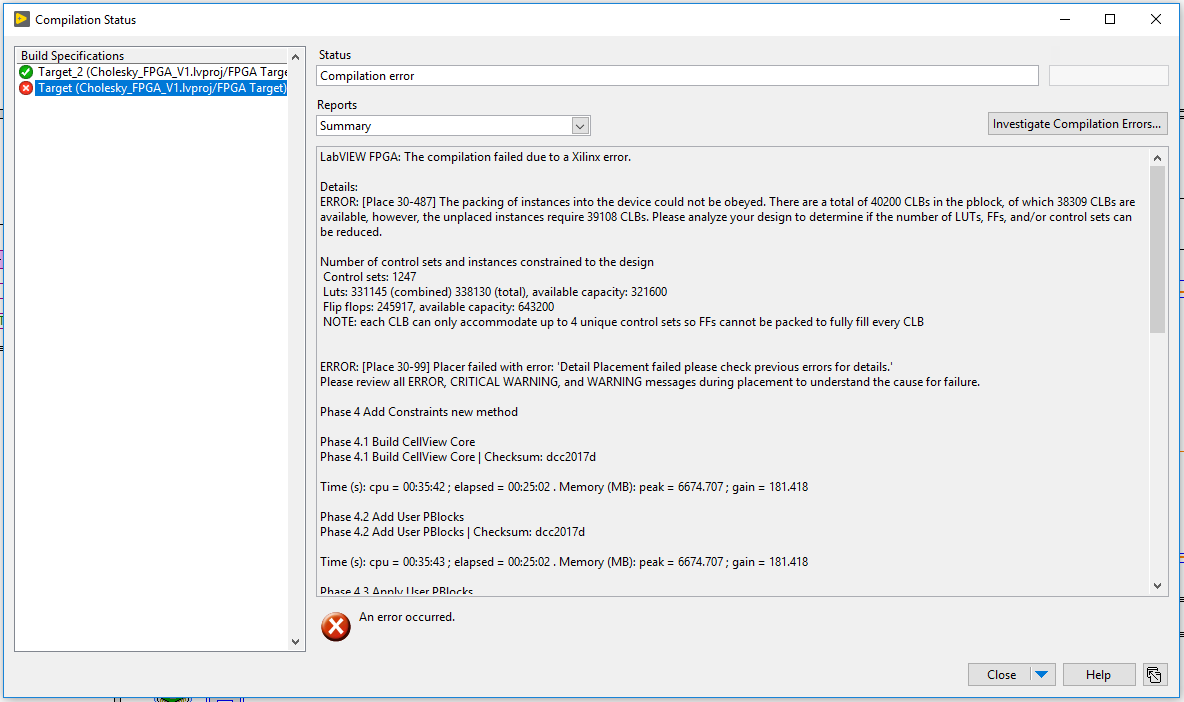 Compilation Status
Build Specifications
Target_2 (Cholesky_FPGA_V1.lvproj/FPGA Targe
Target (Cholesky_FPGA_V1.lvproj/FPGA Target)
Status
Compilation error
Reports
Summary
Investigate Compilation Errors...
LabVIEW FPGA: The compilation failed due to a Xilinx error.
Details:
ERROR: [Place 30-487] The packing of instances into the device could not be obeyed. There are a total of 40200 CLBs in the pblock, of which 38309 CLBs are
available, however, the unplaced instances require 39108 CLBs. Please analyze your design to determine if the number of LUTs, FFs, and/or control sets can
be reduced.
Number of control sets and instances constrained to the design
Control sets: 1247
Luts: 331145 (combined) 338130 (total), available capacity: 321600
Flip flops: 245917, available capacity: 643200
NOTE: each CLB can only accommodate up to 4 unique control sets so FFs cannot be packed to fully fill every CLB
ERROR: [Place 30-99] Placer failed with error: 'Detail Placement failed please check previous errors for details.'
Please review all ERROR, CRITICAL WARNING, and WARNING messages during placement to understand the cause for failure.
Phase 4 Add Constraints new method
Phase 4.1 Build CellView Core
Phase 4.1 Build CellView Core | Checksum: dcc2017d
Time (s): cpu = 00:35:42 ; elapsed = 00:25:02 . Memory (MB): peak = 6674.707 ; gain = 181.418
Phase 4.2 Add User PBlocks
Phase 4.2 Add User PBlocks | Checksum: dcc2017d
Time (s): cpu = 00:35:43 ; elapsed = 00:25:02 . Memory (MB): peak = 6674.707 ; gain = 181.418
Phase 4.3 Apply User PBlocks
An error occurred.
Close
Help